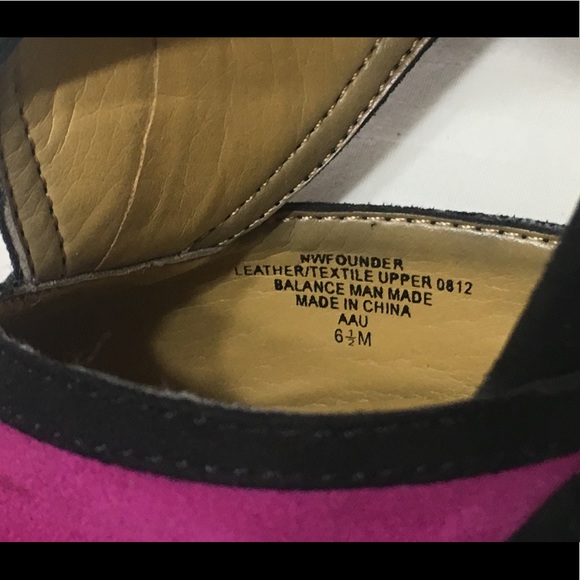 NWFOUNDER
LEATHER/TEXTILE UPPER 0812
BALANCE MAN MADE
MADE IN CHINA
AAU
6½M